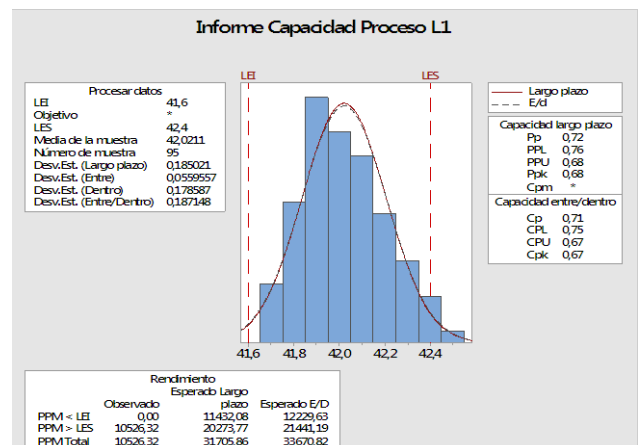 Informe Capacidad Proceso L1
Procesar datos
LEI 41,6
Objetivo *
LES 42,4
Media de la muestra 42,0211
Número de muestra 95
Desv.Est. (Largo plazo) 0,185021
Desv.Est. (Entre) 0,0559557
Desv.Est. (Dentro) 0,178587
Desv.Est. (Entre/Dentro) 0,187148
LEI LES
Largo plazo
E/d
Capacidad largo plazo
Pp 0,72
PPL 0,76
PPU 0,68
Ppk 0,68
Cpm *
Capacidad entre/dentro
Cp 0,71
CPL 0,75
CPU 0,67
Cpk 0,67
41,6 41,8 42,0 42,2 42,4
Rendimiento
Esperado Largo
Observado plazo Esperado E/D
PPM < LEI 0,00 11432,08 12229,63
PPM > LES 10526,32 20273,77 21441,19
PPM Total 10526,32 31705,86 33670,82